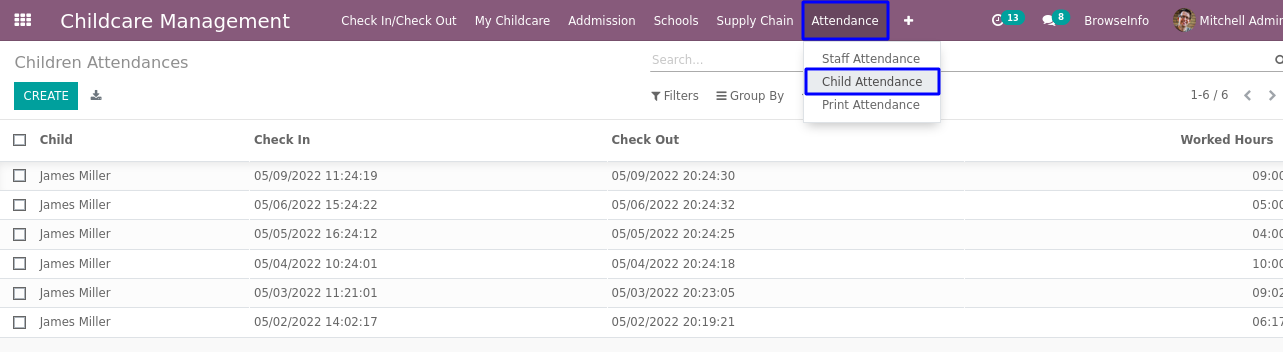 Childcare Management Check In/Check Out My Childcare Addmission Schools Supply Chain Attendance 13 8 BrowseInfo Mitchell Admin
Children Attendances Search... Staff Attendance
CREATE Filters Group By Child Attendance 1-6 / 6
Print Attendance
Child Check In Check Out Worked Hours
James Miller 05/09/2022 11:24:19 05/09/2022 20:24:30 09:00
James Miller 05/06/2022 15:24:22 05/06/2022 20:24:32 05:00
James Miller 05/05/2022 16:24:12 05/05/2022 20:24:25 04:00
James Miller 05/04/2022 10:24:01 05/04/2022 20:24:18 10:00
James Miller 05/03/2022 11:21:01 05/03/2022 20:23:05 09:02
James Miller 05/02/2022 14:02:17 05/02/2022 20:19:21 06:17